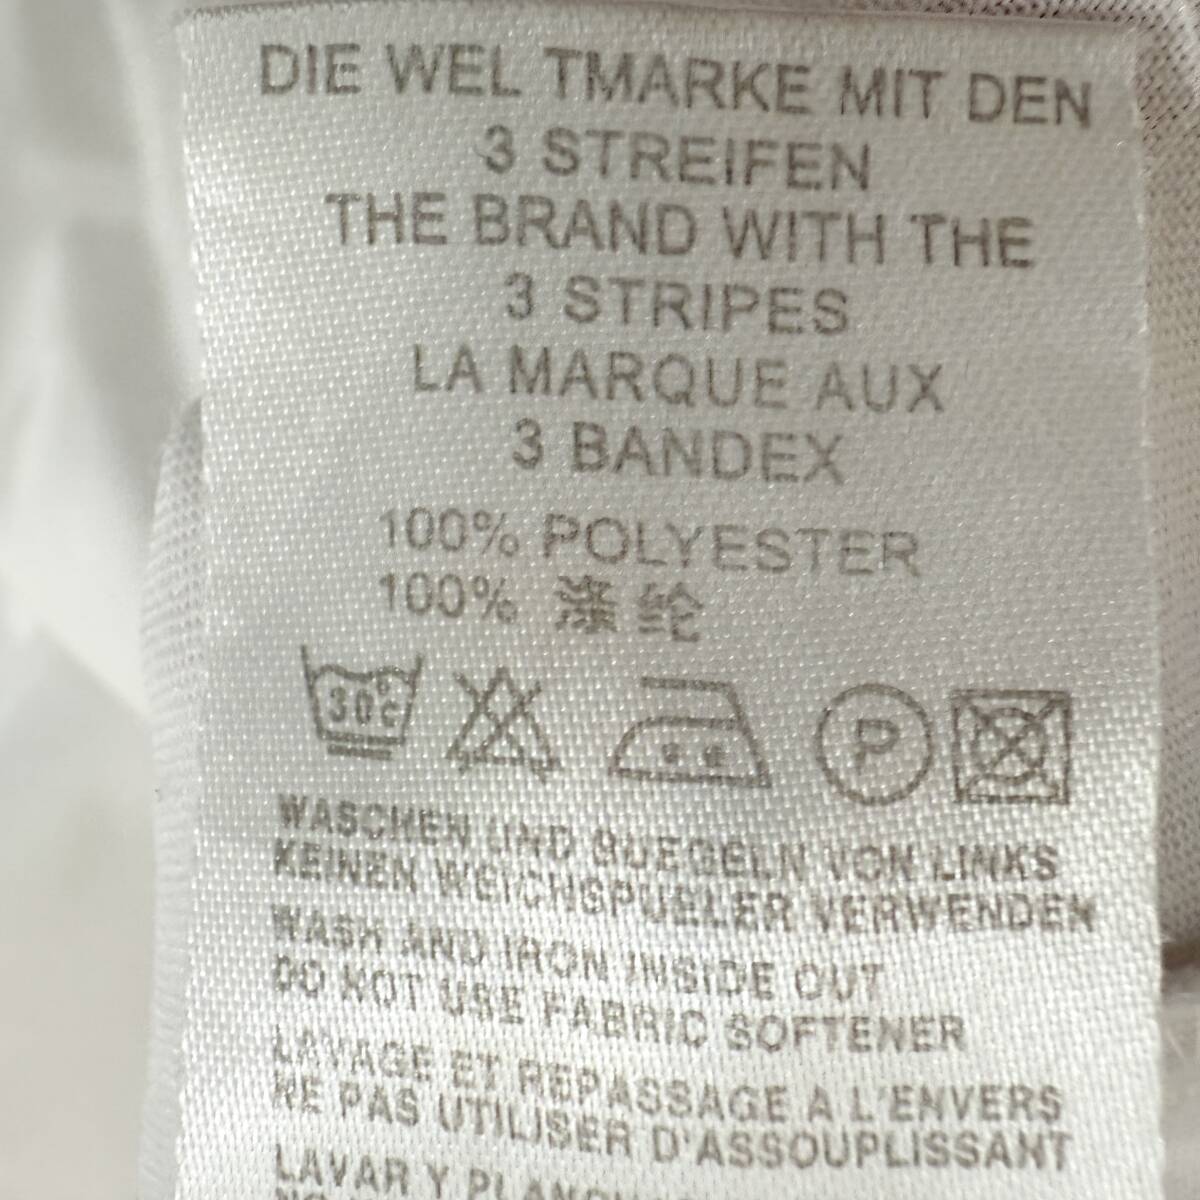 DIE WEL TMARKE MIT DEN
3 STREIFEN
THE BRAND WITH THE
3 STRIPES
LA MARQUE AUX
3 BANDEX
100% POLYESTER
100% 涤纶
30°C
P
WASCHEN UND BUEGELN VON LINKS
KEINEN WEICHSPUELER VERWENDEN
WASH AND IRON INSIDE OUT
DO NOT USE FABRIC SOFTENER
LAVAGE ET REPASSAGE A L'ENVERS
NE PAS UTILISER D'ASSOUPLISSANT
LAVAR Y
NO